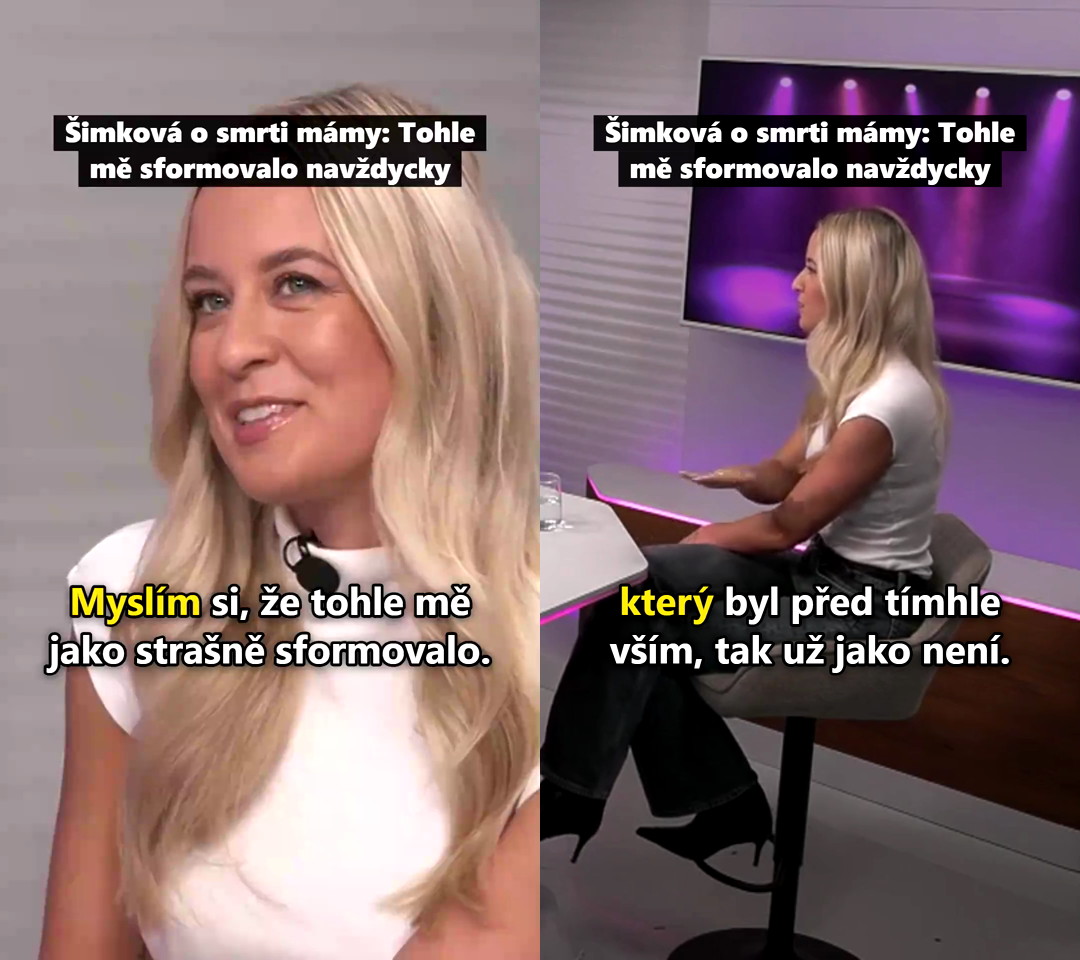 Šimková o smrti mámy: Tohle
mě sformovalo navždycky
Myslím si, že tohle mě
jako strašně sformovalo.
Šimková o smrti mámy: Tohle
mě sformovalo navždycky
který byl před tímhle
vším, tak už jako není.